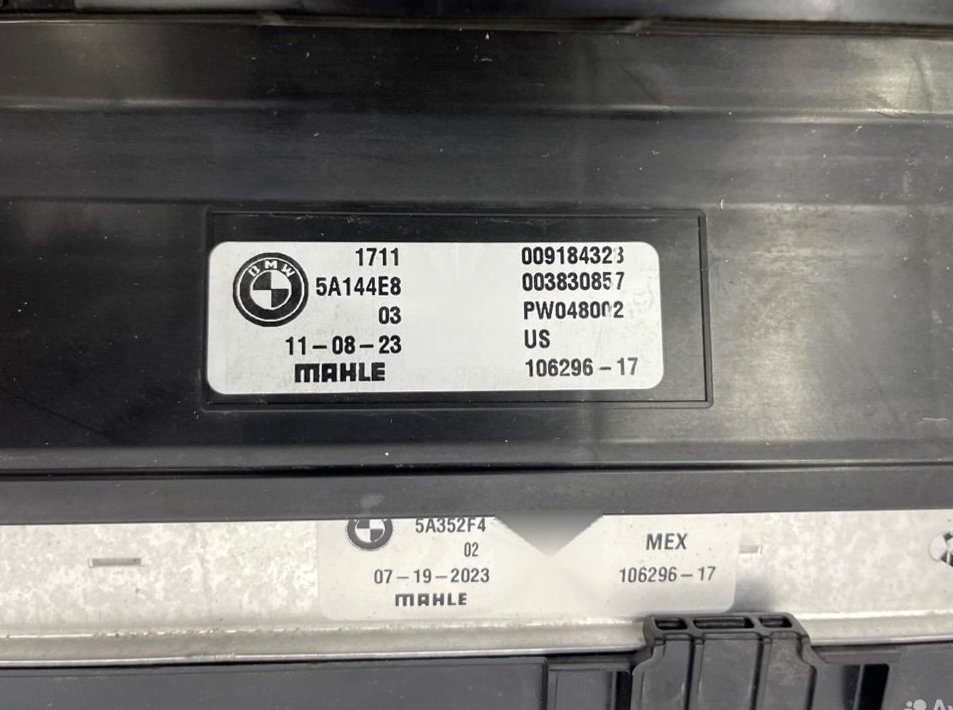 BMW
1711
5A144E8
03
11-08-23
MAHLE
009184323
003830857
PW048002
US
106296-17
5A352F4
02
07-19-2023
MAHLE
MEX
106296-17